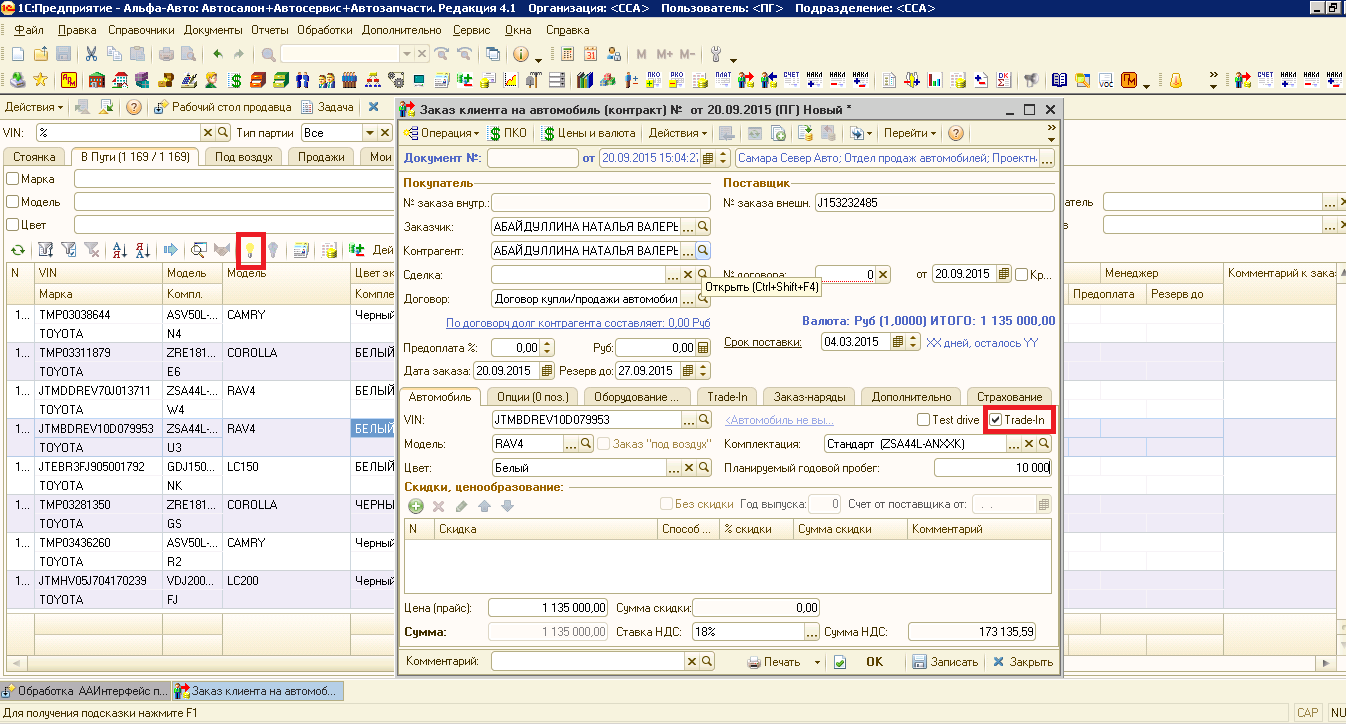 1С:Предприятие - Альфа-Авто: Автосалон+Автосервис+Автозапчасти. Редакция 4.1 Организация: <ССА> Пользователь: <ПГ> Подразделение: <ССА>
Файл Правка Справочники Документы Отчеты Обработки Дополнительно Сервис Окна Справка
M M+ M-
Действия Рабочий стол продавца Задача
VIN: % Тип партии Все
Стоянка В Пути (1 169 / 1 169) Под воздух Продажи Мои
Марка
Модель
Цвет
N VIN Модель Модель Цвет эк
Марка Компл. Компле
1... TMP03038644 ASV50L-... CAMRY Черный
TOYOTA N4
1... TMP03311879 ZRE181... COROLLA БЕЛЫЙ
TOYOTA E6
1... JTMDDREV70J013711 ZSA44L-... RAV4 БЕЛЫЙ
TOYOTA W4
1... JTMBDREV10D079953 ZSA44L-... RAV4 БЕЛЫЙ
TOYOTA U3
1... JTEBR3FJ905001792 GDJ150... LC150 БЕЛЫЙ
TOYOTA NK
1... TMP03281350 ZRE181... COROLLA ЧЕРНЫ
TOYOTA GS
1... TMP03436260 ASV50L-... CAMRY Черный
TOYOTA R2
1... JTMHV05J704170239 VDJ200... LC200 Черный
TOYOTA FJ
Заказ клиента на автомобиль (контракт) № от 20.09.2015 (ПГ) Новый *
Операция ПКО Цены и валюта Действия Перейти
Документ №: от 20.09.2015 15:04:27 Самара Север Авто; Отдел продаж автомобилей; Проектн
Покупатель Поставщик
№ заказа внутр.: № заказа внешн.: J153232485
Заказчик: АБАЙДУЛЛИНА НАТАЛЬЯ ВАЛЕРЬ
Контрагент: АБАЙДУЛЛИНА НАТАЛЬЯ ВАЛЕРЬ
Сделка: № договора: 0 от 20.09.2015 Кр...
Открыть (Ctrl+Shift+F4)
Договор: Договор купли/продажи автомобил
По договору долг контрагента составляет: 0,00 Руб Валюта: Руб (1,0000) ИТОГО: 1 135 000,00
Предоплата %: 0,00 Руб: 0,00 Срок поставки: 04.03.2015 XX дней, осталось YY
Дата заказа: 20.09.2015 Резерв до: 27.09.2015
Автомобиль Опции (0 поз.) Оборудование ... Trade-In Заказ-наряды Дополнительно Страхование
VIN: JTMBDREV10D079953 <Автомобиль не вы... Test drive Trade-In
Модель: RAV4 Заказ "под воздух" Комплектация: Стандарт (ZSA44L-ANXXK)
Цвет: Белый Планируемый годовой пробег: 10 000
Скидки, ценообразование:
Без скидки Год выпуска: 0 Счет от поставщика от: . .
N Скидка Способ ... % скидки Сумма скидки Комментарий
Цена (прайс): 1 135 000,00 Сумма скидки: 0,00
Сумма: 1 135 000,00 Ставка НДС: 18% Сумма НДС: 173 135,59
Комментарий: Печать OK Записать Закрыть
атель
в
Менеджер Комментарий к зака
Предоплата Резерв до
Обработка ААИнтерфейс п... Заказ клиента на автомоб...
Для получения подсказки нажмите F1 CAP NU